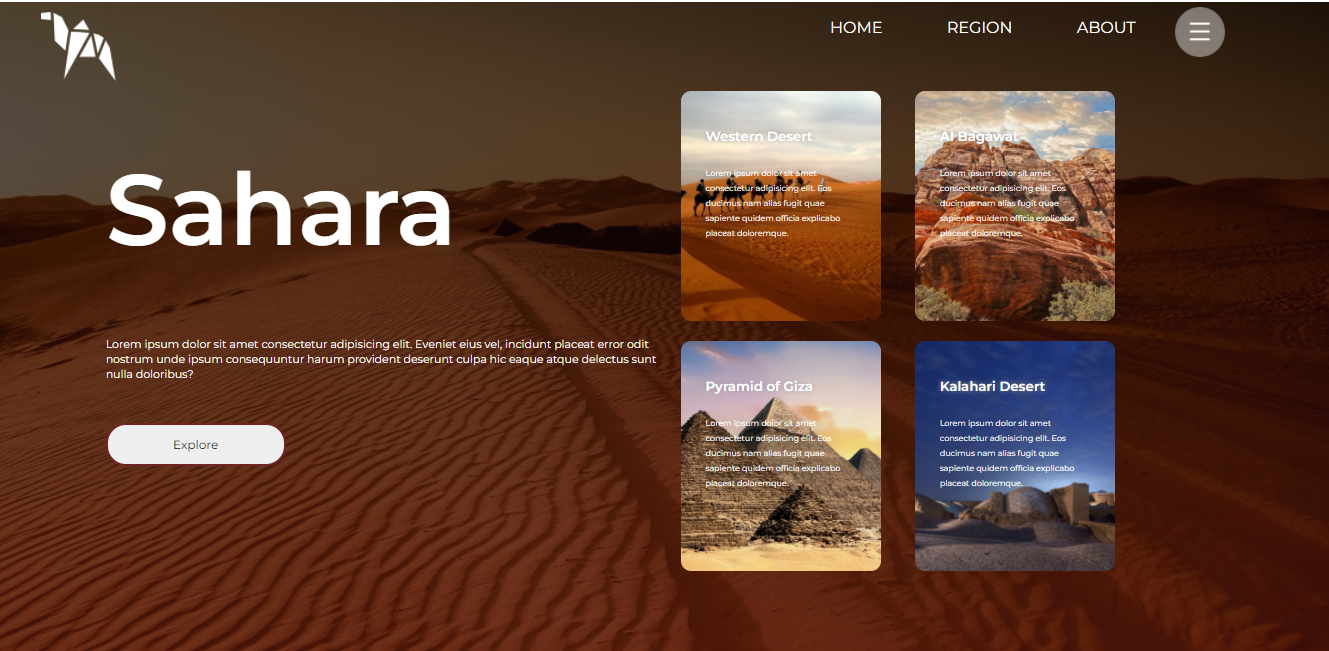 HOME REGION ABOUT
Sahara
Lorem ipsum dolor sit amet consectetur adipisicing elit. Eveniet eius vel, incidunt placeat error odit
nostrum unde ipsum consequuntur harum provident deserunt culpa hic eaque atque delectus sunt
nulla doloribus?
Explore
Western Desert
Lorem ipsum dolor sit amet
consectetur adipisicing elit. Eos
ducimus nam alias fugit quae
sapiente quidem officia explicabo
placeat doloremque.
Al Bagawat
Lorem ipsum dolor sit amet
consectetur adipisicing elit. Eos
ducimus nam alias fugit quae
sapiente quidem officia explicabo
placeat doloremque.
Pyramid of Giza
Lorem ipsum dolor sit amet
consectetur adipisicing elit. Eos
ducimus nam alias fugit quae
sapiente quidem officia explicabo
placeat doloremque.
Kalahari Desert
Lorem ipsum dolor sit amet
consectetur adipisicing elit. Eos
ducimus nam alias fugit quae
sapiente quidem officia explicabo
placeat doloremque.